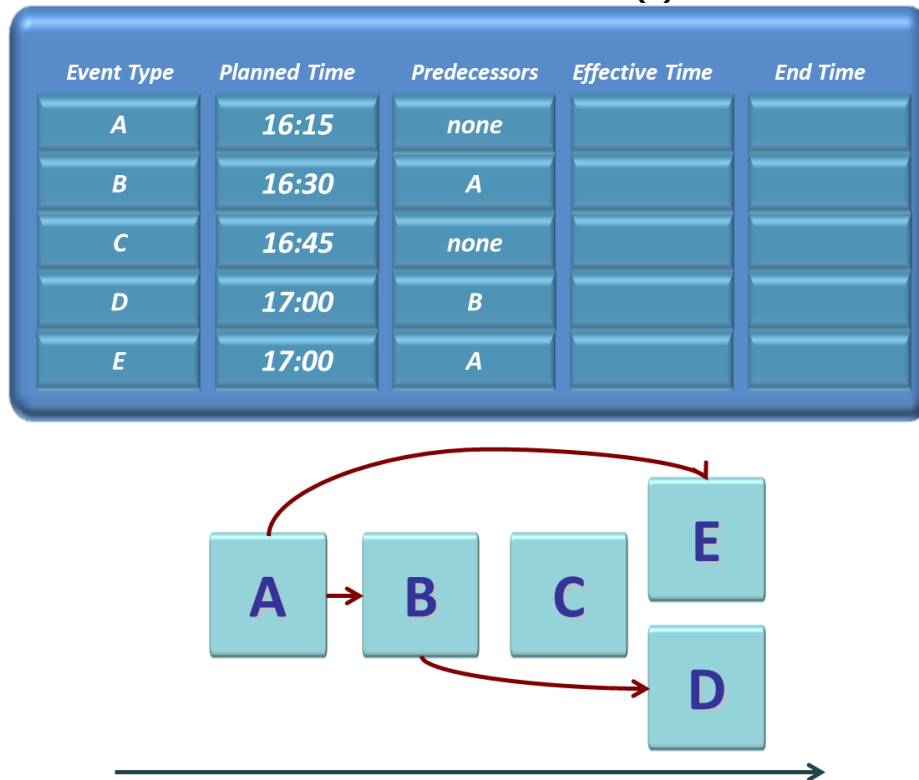 Event Type Planned Time Predecessors Effective Time End Time
A 16:15 none
B 16:30 A
C 16:45 none
D 17:00 B
E 17:00 A
E
A B C
D